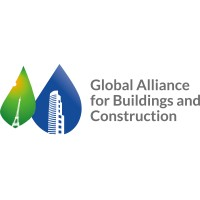 Global Alliance
for Buildings and
Construction